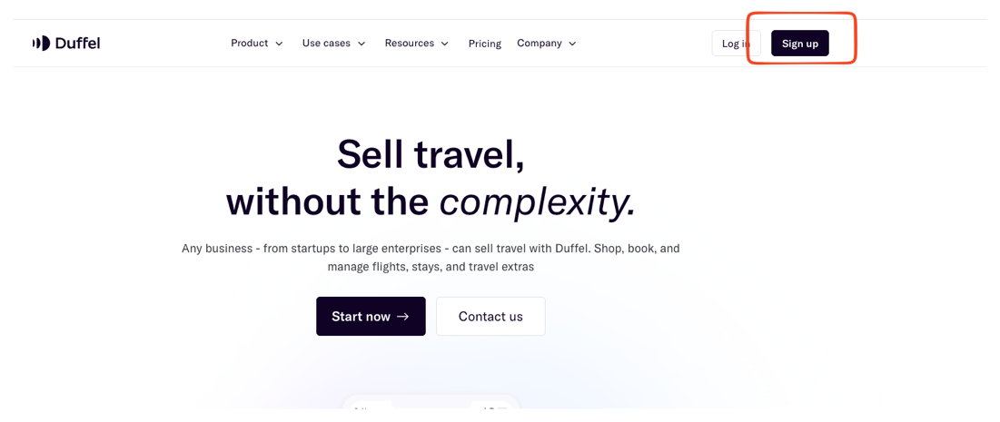 Duffel
Product
Use cases
Resources
Pricing
Company
Log in
Sign up
Sell travel,
without the complexity.
Any business - from startups to large enterprises - can sell travel with Duffel. Shop, book, and
manage flights, stays, and travel extras
Start now →
Contact us